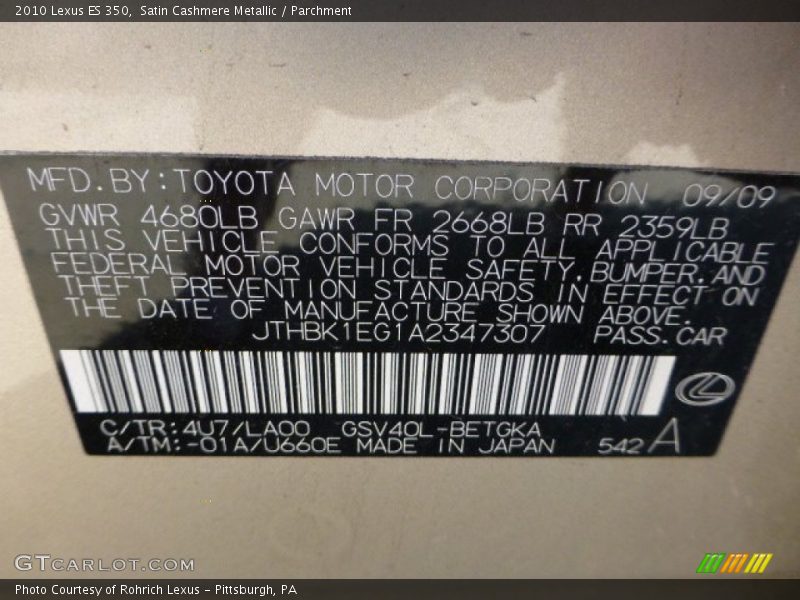 2010 Lexus ES 350,  Satin Cashmere Metallic / Parchment
MFD.BY:TOYOTA MOTOR CORPORATION 09/09
GVWR 4680LB GAWR FR 2668LB RR 2359LB
THIS VEHICLE CONFORMS TO ALL APPLICABLE
FEDERAL MOTOR VEHICLE SAFETY,BUMPER,AND
THEFT PREVENTION STANDARDS IN EFFECT ON
THE DATE OF MANUFACTURE SHOWN ABOVE.
JTHBK1EG1A2347307 PASS.CAR
C/TR:4U7/LA00 GSV40L-BETGKA
A/TM:-01A/U660E MADE IN JAPAN 542 A
GTCARLOT.COM
Photo Courtesy of Rohrich Lexus - Pittsburgh, PA